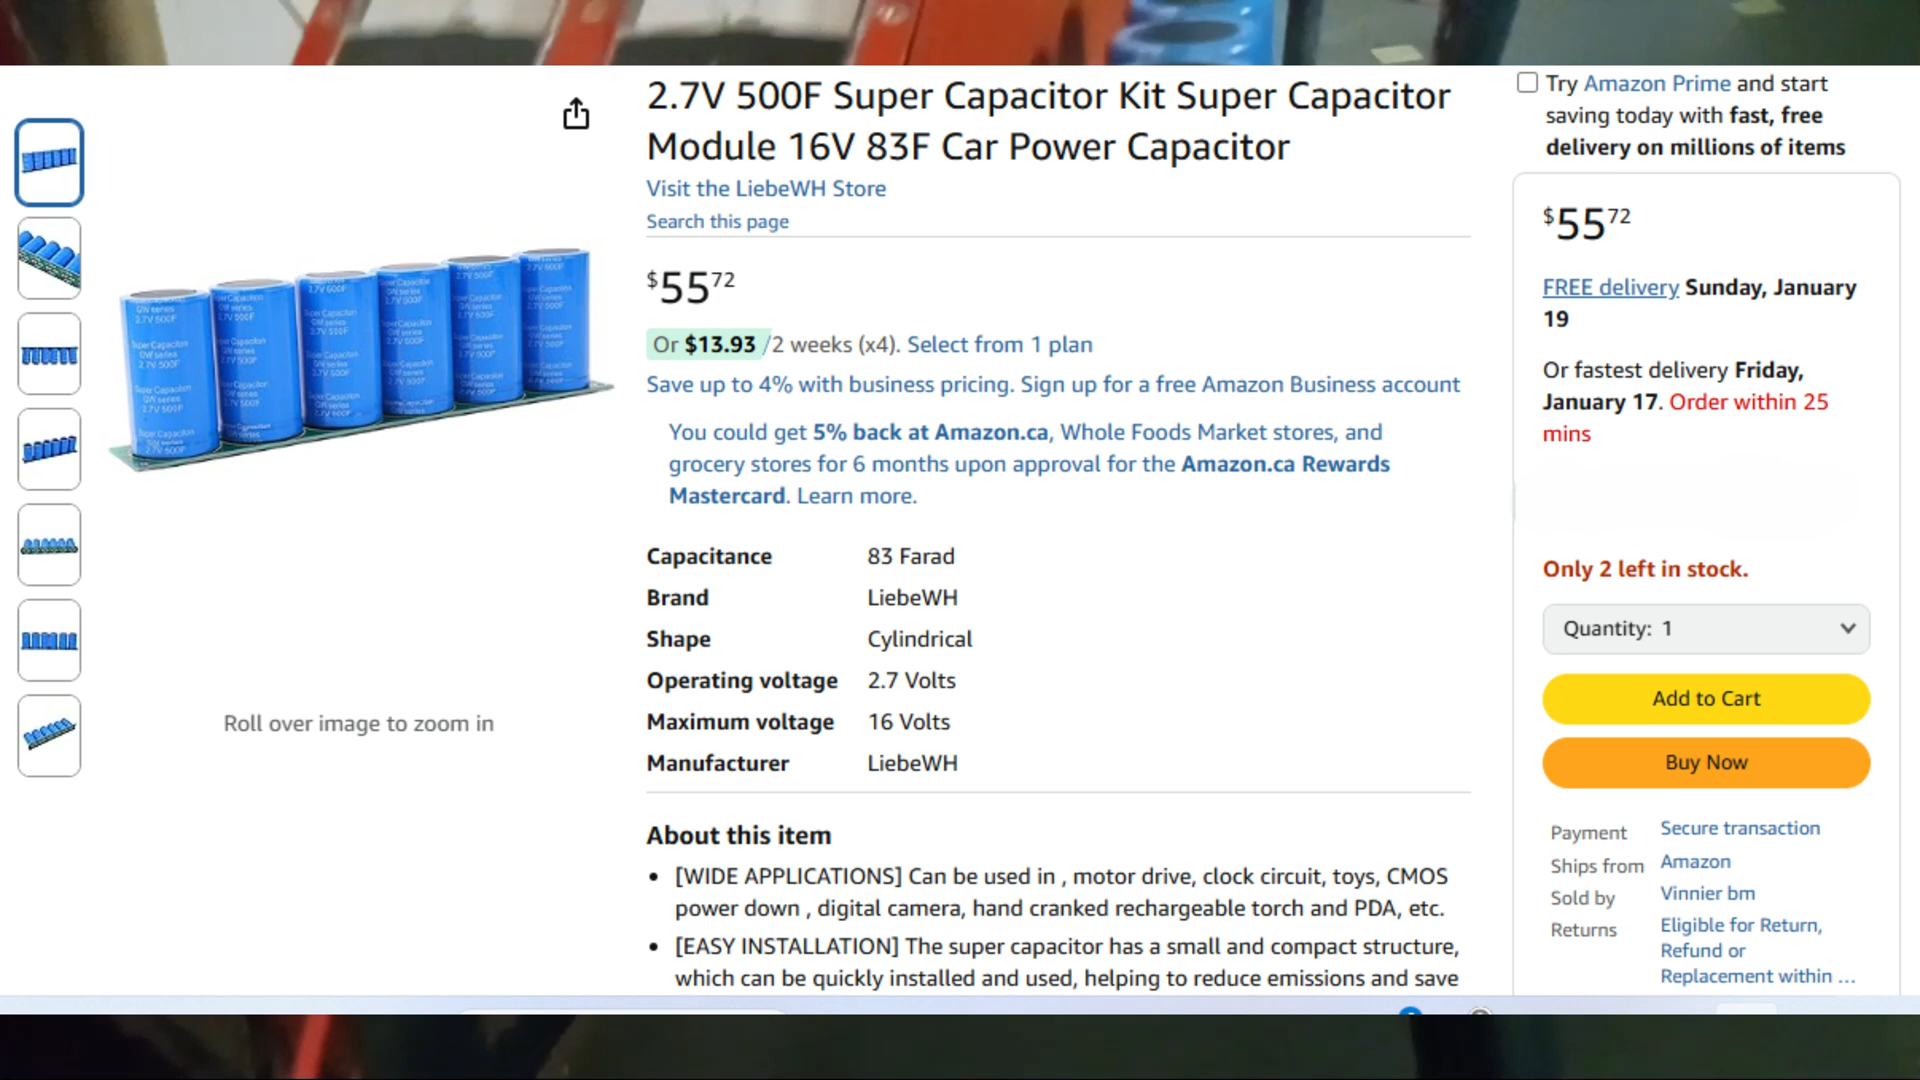 2.7V 500F Super Capacitor Kit Super Capacitor
Module 16V 83F Car Power Capacitor
Visit the LiebeWH Store
Search this page
$55 72
Or $13.93 /2 weeks (x4). Select from 1 plan
Save up to 4% with business pricing. Sign up for a free Amazon Business account
You could get 5% back at Amazon.ca, Whole Foods Market stores, and
grocery stores for 6 months upon approval for the Amazon.ca Rewards
Mastercard. Learn more.
Capacitance 83 Farad
Brand LiebeWH
Shape Cylindrical
Operating voltage 2.7 Volts
Maximum voltage 16 Volts
Manufacturer LiebeWH
About this item
• [WIDE APPLICATIONS] Can be used in , motor drive, clock circuit, toys, CMOS
power down , digital camera, hand cranked rechargeable torch and PDA, etc.
• [EASY INSTALLATION] The super capacitor has a small and compact structure,
which can be quickly installed and used, helping to reduce emissions and save
Roll over image to zoom in
Try Amazon Prime and start
saving today with fast, free
delivery on millions of items
$55 72
FREE delivery Sunday, January
19
Or fastest delivery Friday,
January 17. Order within 25
mins
Only 2 left in stock.
Quantity: 1
Add to Cart
Buy Now
Payment Secure transaction
Ships from Amazon
Sold by Vinnier bm
Returns Eligible for Return,
Refund or
Replacement within ...